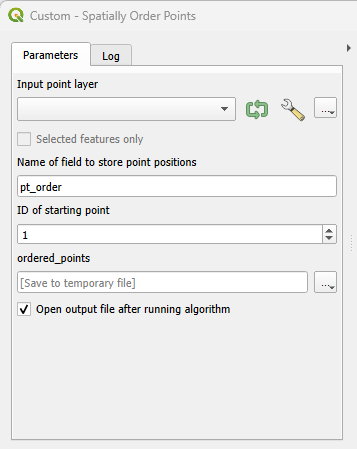 Custom - Spatially Order Points
Parameters
Log
Input point layer
...
Selected features only
Name of field to store point positions
pt_order
ID of starting point
1
ordered_points
[Save to temporary file]
...
Open output file after running algorithm